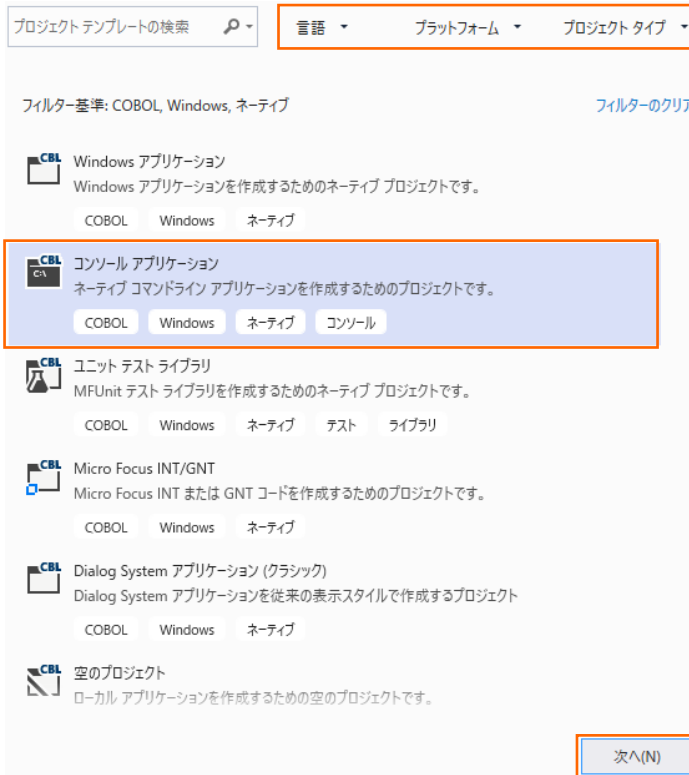 プロジェクト テンプレートの検索 言語 プラットフォーム プロジェクト タイプ
フィルター基準: COBOL, Windows, ネーティブ フィルターのクリア
CBL Windows アプリケーション
Windows アプリケーションを作成するためのネーティブ プロジェクトです。
COBOL Windows ネーティブ
CBL コンソール アプリケーション
C:\ ネーティブ コマンドライン アプリケーションを作成するためのプロジェクトです。
COBOL Windows ネーティブ コンソール
CBL ユニット テスト ライブラリ
MFUnit テスト ライブラリを作成するためのネーティブ プロジェクトです。
COBOL Windows ネーティブ テスト ライブラリ
CBL Micro Focus INT/GNT
Micro Focus INT または GNT コードを作成するためのプロジェクトです。
COBOL Windows ネーティブ
CBL Dialog System アプリケーション (クラシック)
Dialog System アプリケーションを従来の表示スタイルで作成するプロジェクト
COBOL Windows ネーティブ
CBL 空のプロジェクト
ローカル アプリケーションを作成するための空のプロジェクトです。
次へ(N)